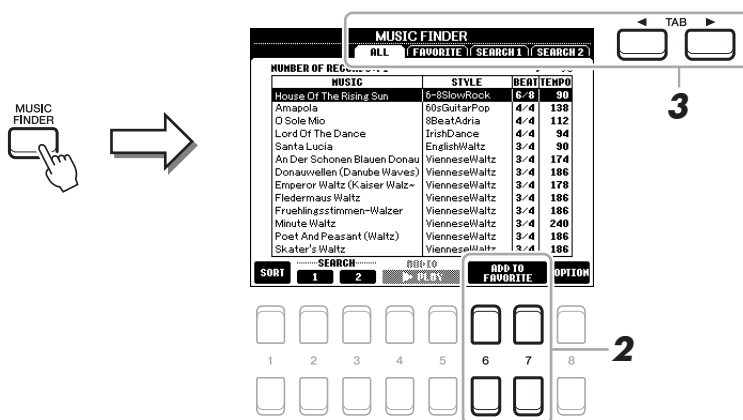 MUSIC FINDER
◀ TAB ▶
ALL FAVORITE SEARCH 1 SEARCH 2
3
MUSIC
FINDER
NUMBER OF
MUSIC STYLE BEAT TEMPO
House Of The Rising Sun 6-8SlowRock 6/8 90
Amapola 60sGuitarPop 4/4 138
O Sole Mio 8BeatAdria 4/4 112
Lord Of The Dance IrishDance 4/4 94
Santa Lucia EnglishWaltz 3/4 90
An Der Schonen Blauen Donau VienneseWaltz 3/4 174
Donauwellen (Danube Waves) VienneseWaltz 3/4 186
Emperor Waltz (Kaiser Walz~ VienneseWaltz 3/4 178
Fledermaus Waltz VienneseWaltz 3/4 186
Fruehlingsstimmen-Walzer VienneseWaltz 3/4 186
Minute Waltz VienneseWaltz 3/4 240
Poet And Peasant (Waltz) VienneseWaltz 3/4 186
Skater's Waltz VienneseWaltz 3/4 186
SORT SEARCH 1 2 AUDIO ▶ PLAY ADD TO FAVORITE OPTION
1 2 3 4 5 6 7 8
2